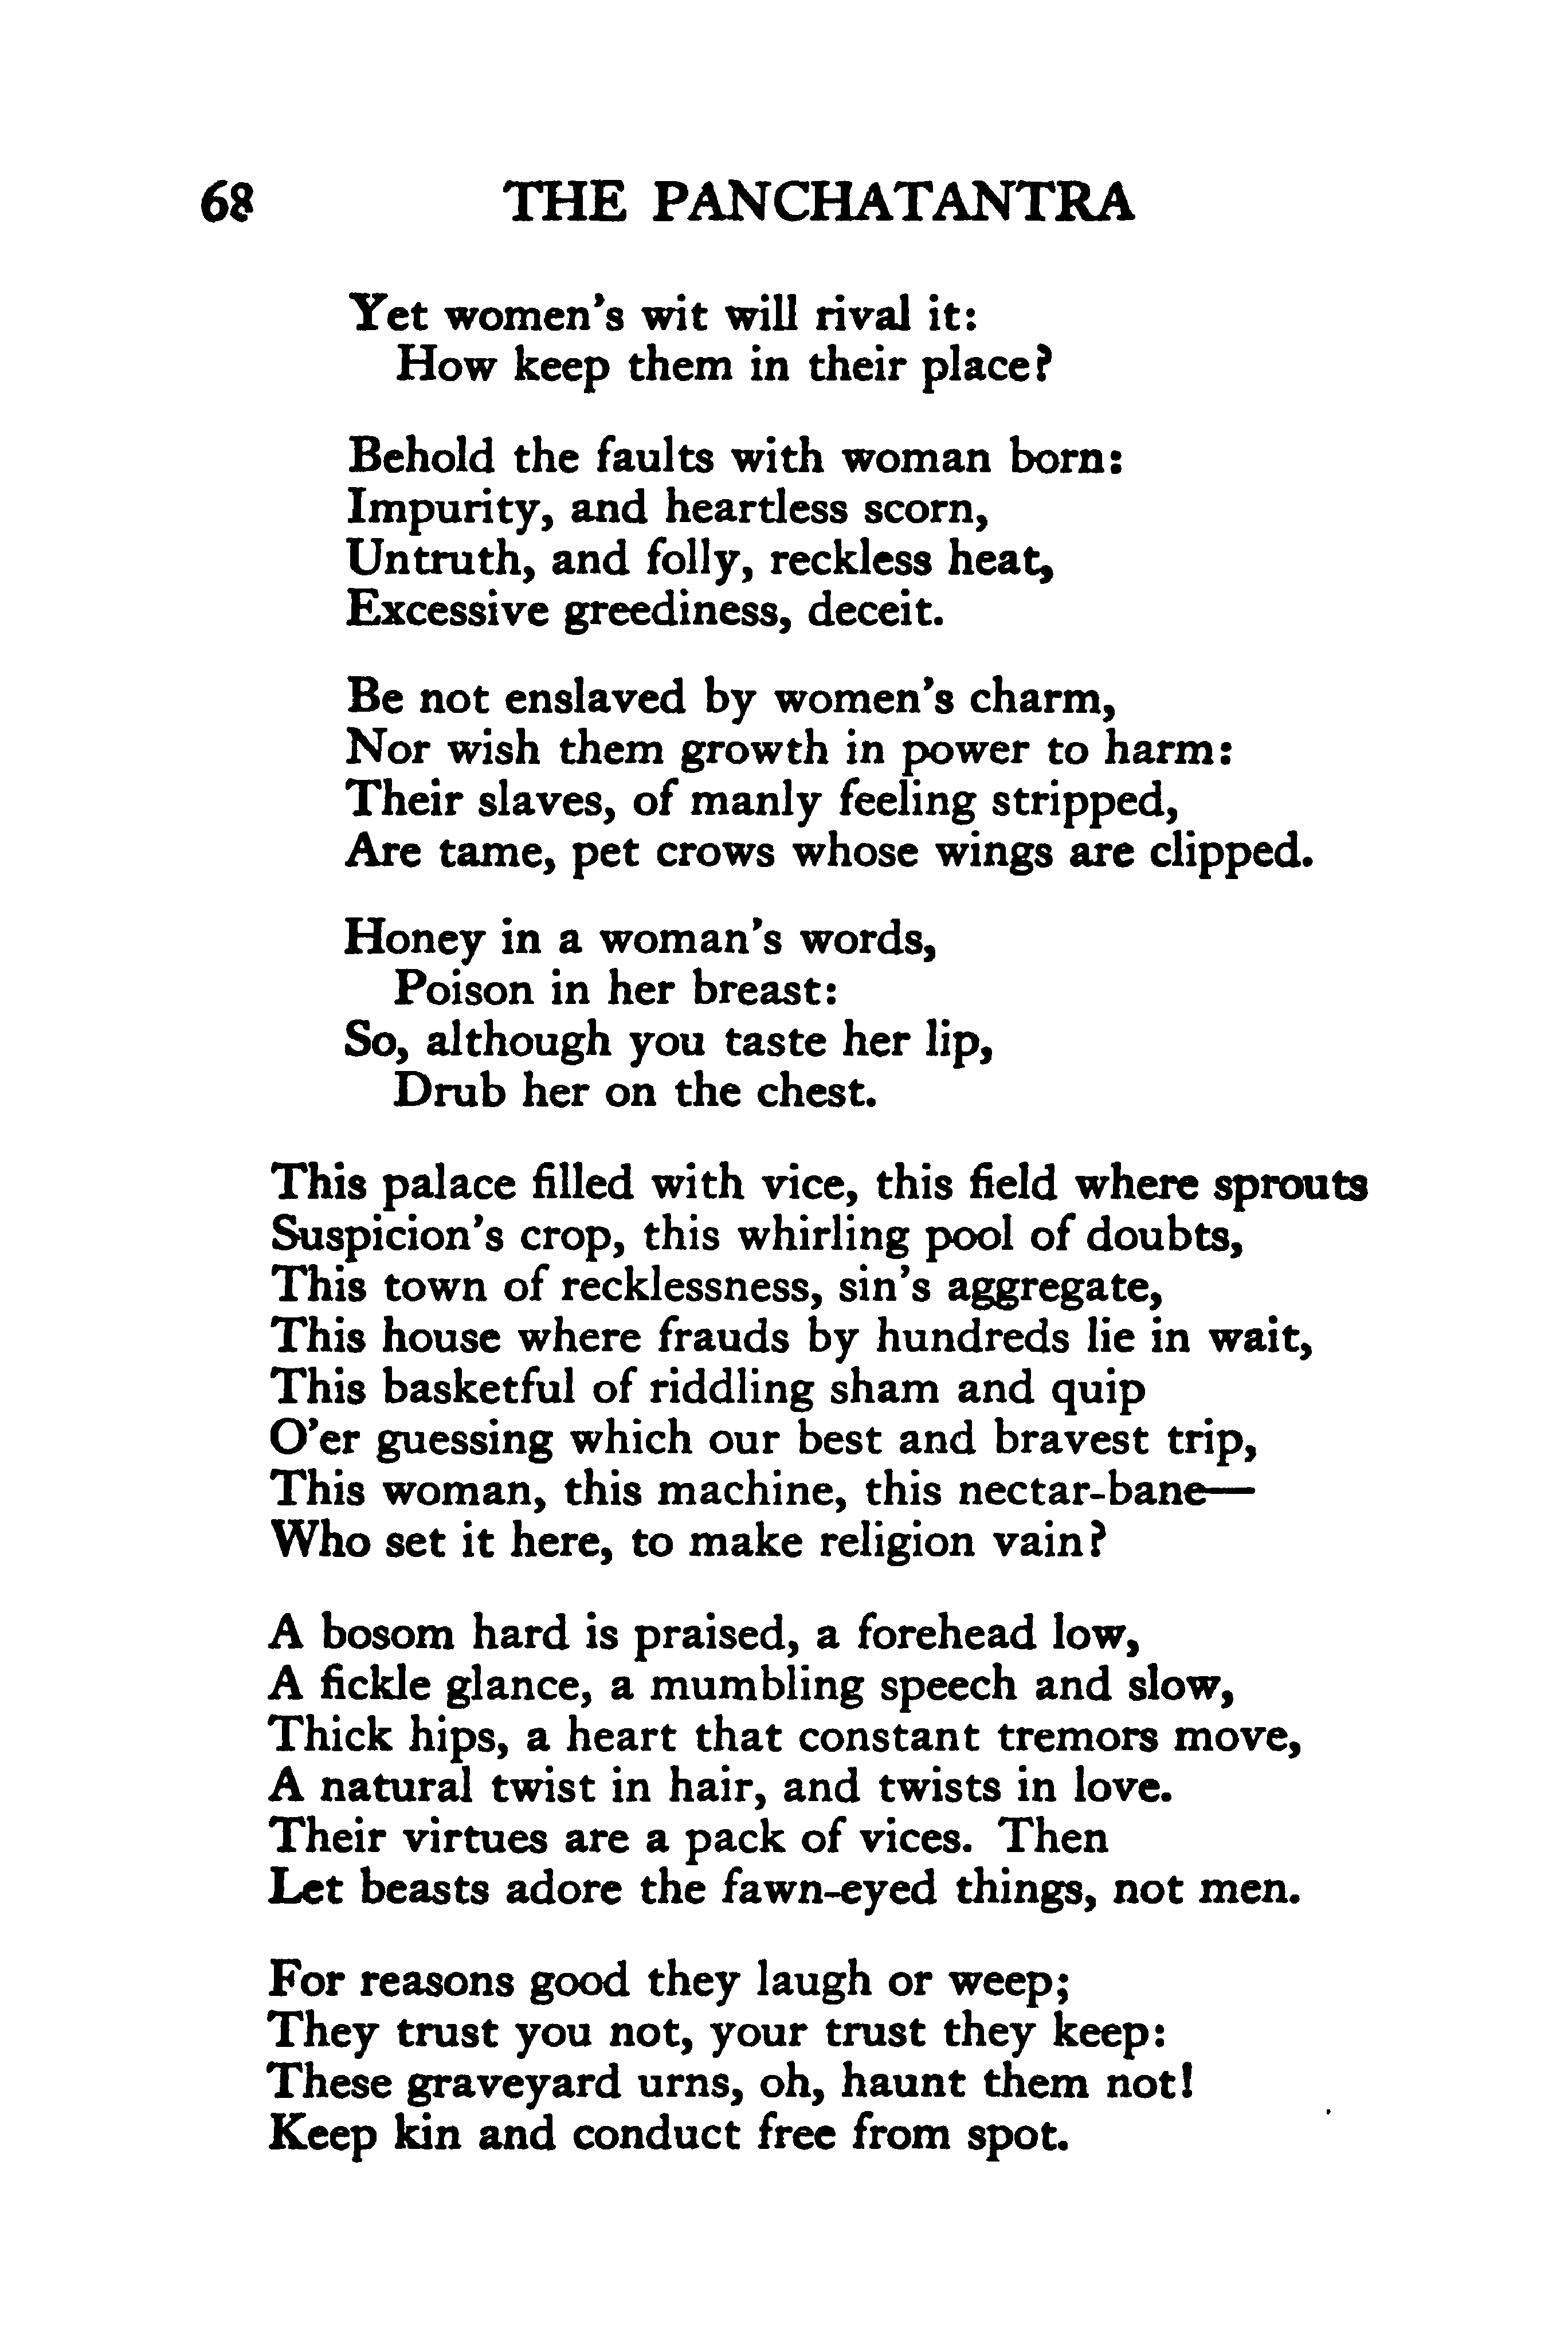 68 THE PANCHATANTRA
Yet women's wit will rival it:
How keep them in their place?
Behold the faults with woman born:
Impurity, and heartless scorn,
Untruth, and folly, reckless heat,
Excessive greediness, deceit.
Be not enslaved by women's charm,
Nor wish them growth in power to harm:
Their slaves, of manly feeling stripped,
Are tame, pet crows whose wings are clipped.
Honey in a woman's words,
Poison in her breast:
So, although you taste her lip,
Drub her on the chest.
This palace filled with vice, this field where sprouts
Suspicion's crop, this whirling pool of doubts,
This town of recklessness, sin's aggregate,
This house where frauds by hundreds lie in wait,
This basketful of riddling sham and quip
O'er guessing which our best and bravest trip,
This woman, this machine, this nectar-bane—
Who set it here, to make religion vain?
A bosom hard is praised, a forehead low,
A fickle glance, a mumbling speech and slow,
Thick hips, a heart that constant tremors move,
A natural twist in hair, and twists in love.
Their virtues are a pack of vices. Then
Let beasts adore the fawn-eyed things, not men.
For reasons good they laugh or weep;
They trust you not, your trust they keep:
These graveyard urns, oh, haunt them not!
Keep kin and conduct free from spot.